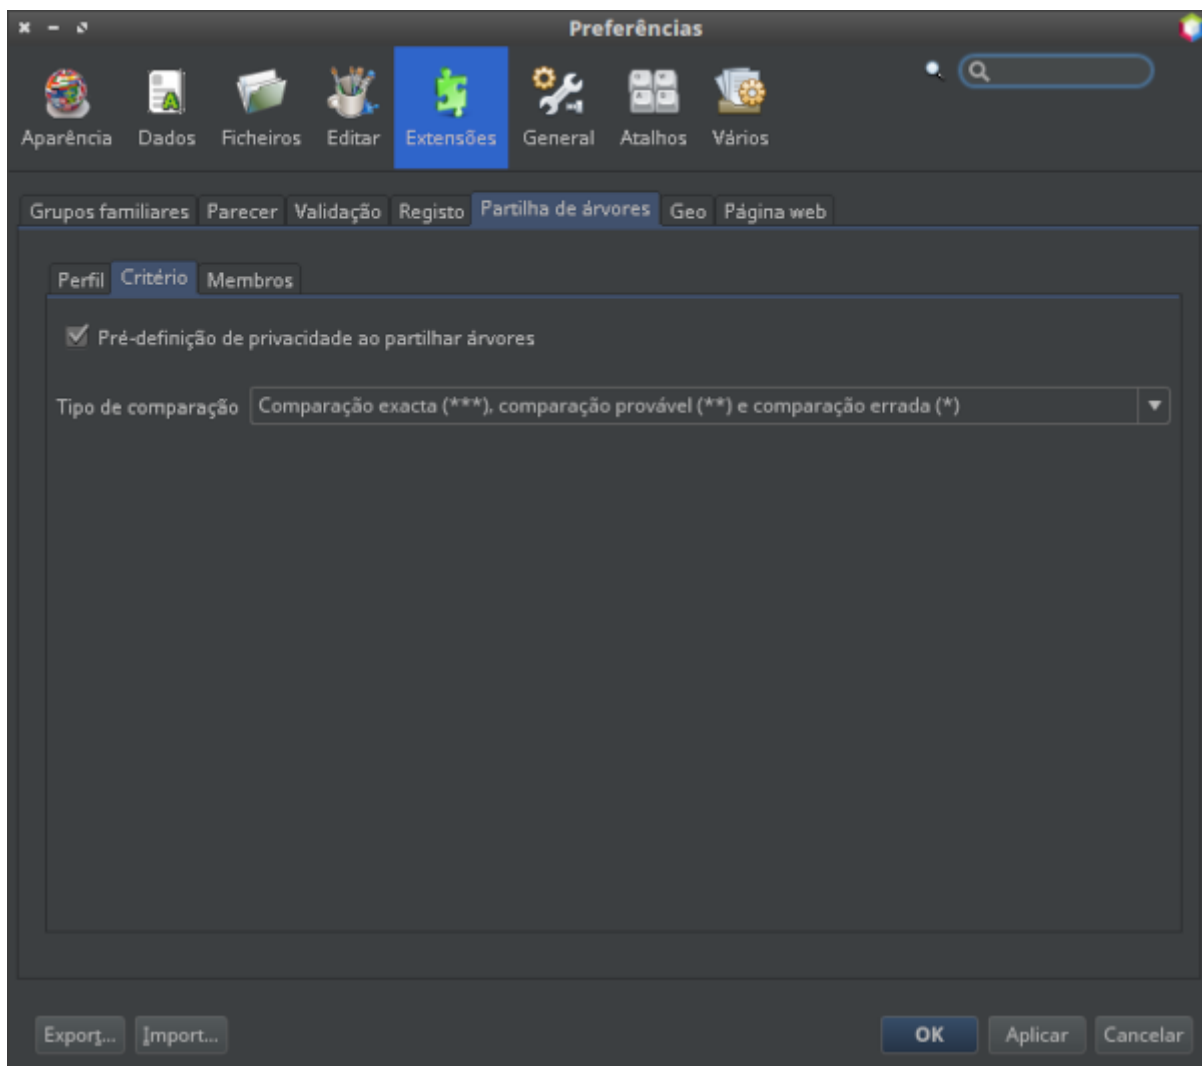 Preferências
Aparência Dados Ficheiros Editar Extensões General Atalhos Vários
Grupos familiares Parecer Validação Registo Partilha de árvores Geo Página web
Perfil Critério Membros
Pré-definição de privacidade ao partilhar árvores
Tipo de comparação Comparação exacta (***), comparação provável (**) e comparação errada (*)
Export... Import... OK Aplicar Cancelar